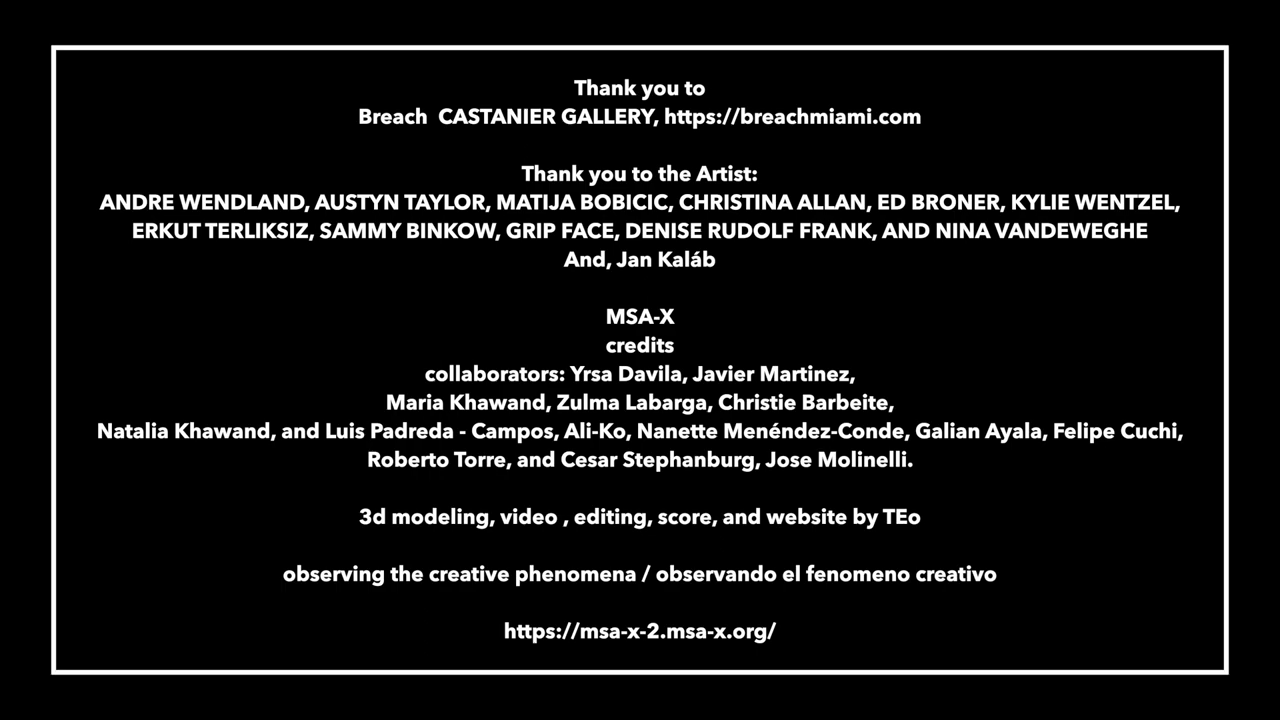 Thank you to
Breach CASTANIER GALLERY, https://breachmiami.com
Thank you to the Artist:
ANDRE WENDLAND, AUSTYN TAYLOR, MATIJA BOBICIC, CHRISTINA ALLAN, ED BRONER, KYLIE WENTZEL,
ERKUT TERLIKSIZ, SAMMY BINKOW, GRIP FACE, DENISE RUDOLF FRANK, AND NINA VANDEWEGHE
And, Jan Kaláb
MSA-X
credits
collaborators: Yrsa Davila, Javier Martinez,
Maria Khawand, Zulma Labarga, Christie Barbeite,
Natalia Khawand, and Luis Padreda - Campos, Ali-Ko, Nanette Menéndez-Conde, Galian Ayala, Felipe Cuchi,
Roberto Torre, and Cesar Stephanburg, Jose Molinelli.
3d modeling, video , editing, score, and website by TEo
observing the creative phenomena / observando el fenomeno creativo
https://msa-x-2.msa-x.org/